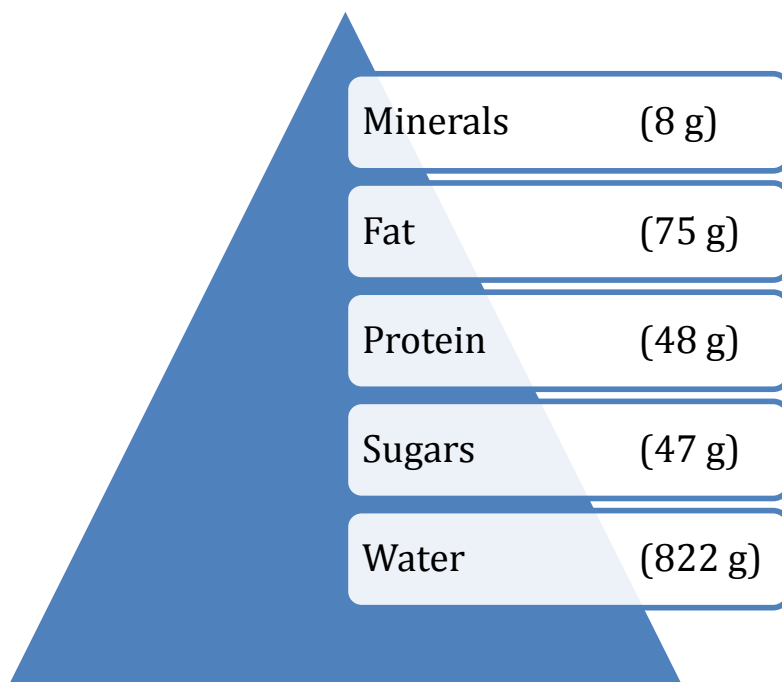 Minerals (8 g)
Fat (75 g)
Protein (48 g)
Sugars (47 g)
Water (822 g)